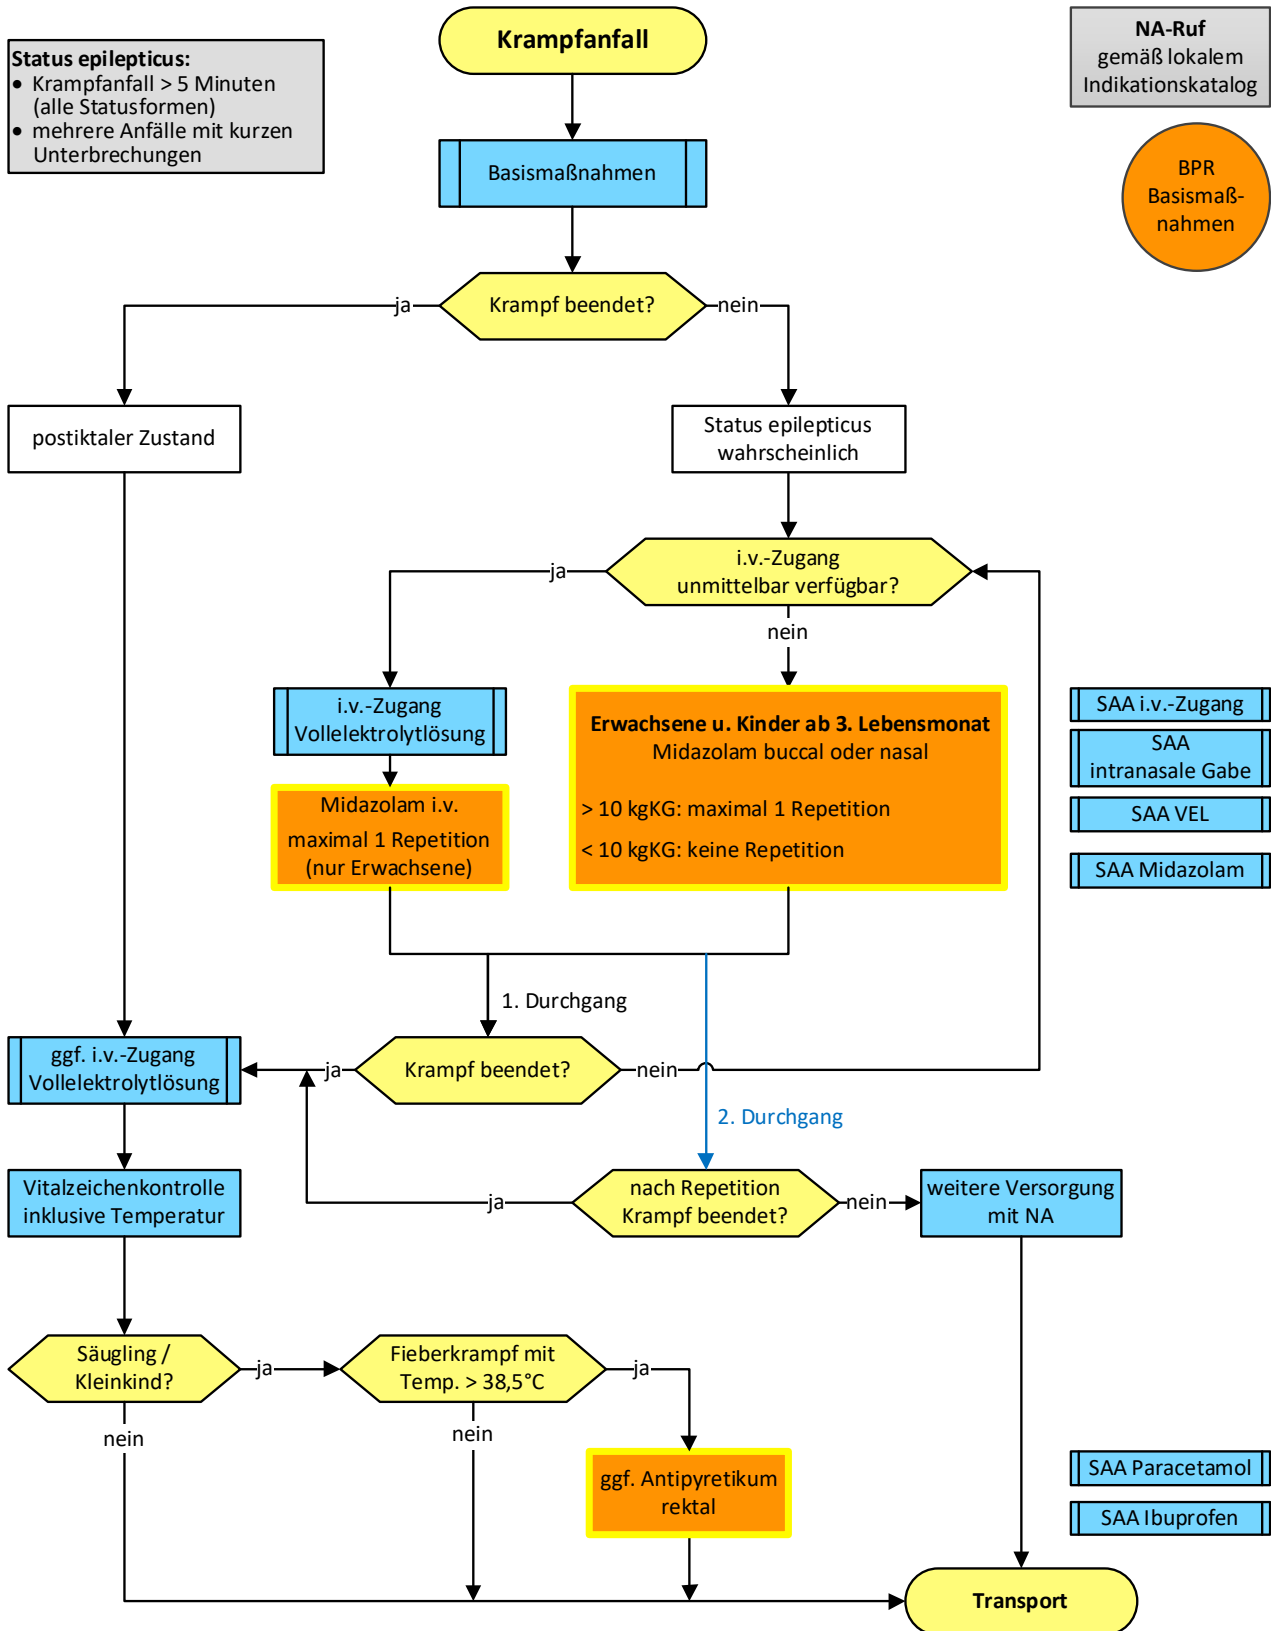 Krampfanfall
Status epilepticus:
• Krampfanfall > 5 Minuten
(alle Statusformen)
• mehrere Anfälle mit kurzen
Unterbrechungen
NA-Ruf
gemäß lokalem
Indikationskatalog
BPR
Basismaß-
nahmen
Basismaßnahmen
Krampf beendet?
ja
nein
postiktaler Zustand
Status epilepticus
wahrscheinlich
i.v.-Zugang
unmittelbar verfügbar?
ja
nein
i.v.-Zugang
Vollelektrolytlösung
Midazolam i.v.
maximal 1 Repetition
(nur Erwachsene)
Erwachsene u. Kinder ab 3. Lebensmonat
Midazolam buccal oder nasal
> 10 kgKG: maximal 1 Repetition
< 10 kgKG: keine Repetition
SAA i.v.-Zugang
SAA
intranasale Gabe
SAA VEL
SAA Midazolam
1. Durchgang
ggf. i.v.-Zugang
Vollelektrolytlösung
ja
Krampf beendet?
nein
2. Durchgang
Vitalzeichenkontrolle
inklusive Temperatur
ja
nach Repetition
Krampf beendet?
nein
weitere Versorgung
mit NA
Säugling /
Kleinkind?
ja
Fieberkrampf mit
Temp. > 38,5°C
ja
nein
nein
ggf. Antipyretikum
rektal
SAA Paracetamol
SAA Ibuprofen
Transport